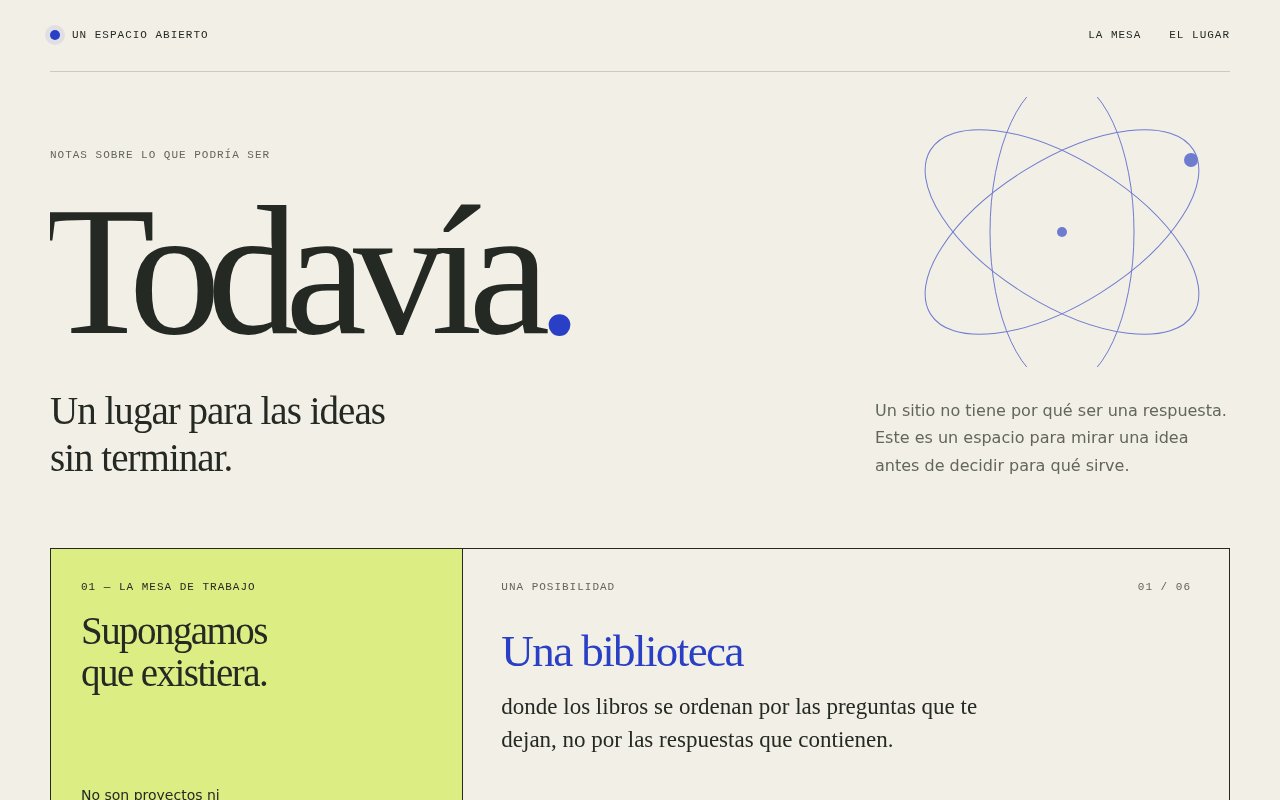 UN ESPACIO ABIERTO
LA MESA
EL LUGAR
NOTAS SOBRE LO QUE PODRÍA SER
Todavía.
Un lugar para las ideas
sin terminar.
Un sitio no tiene por qué ser una respuesta.
Este es un espacio para mirar una idea
antes de decidir para qué sirve.
01 — LA MESA DE TRABAJO
Supongamos
que existiera.
No son proyectos ni
UNA POSIBILIDAD
01 / 06
Una biblioteca
donde los libros se ordenan por las preguntas que te
dejan, no por las respuestas que contienen.